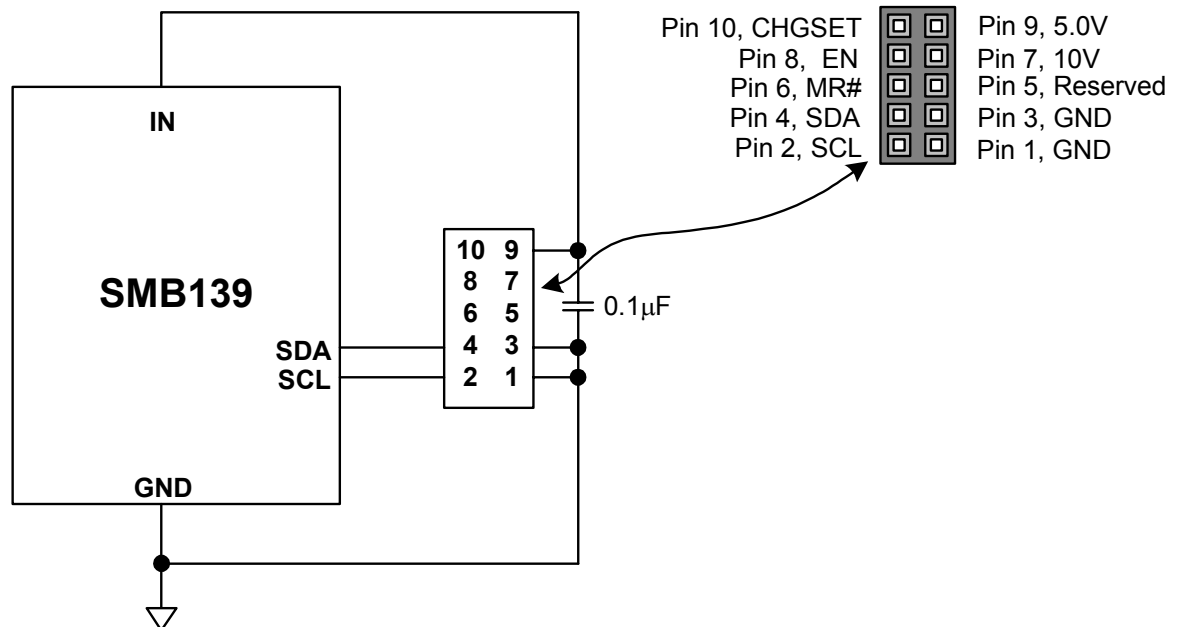 Pin 10, CHGSET
Pin 8, EN
Pin 6, MR#
Pin 4, SDA
Pin 2, SCL
Pin 9, 5.0V
Pin 7, 10V
Pin 5, Reserved
Pin 3, GND
Pin 1, GND
IN
SMB139
SDA
SCL
GND
10 9
8 7
6 5
4 3
2 1
0.1µF